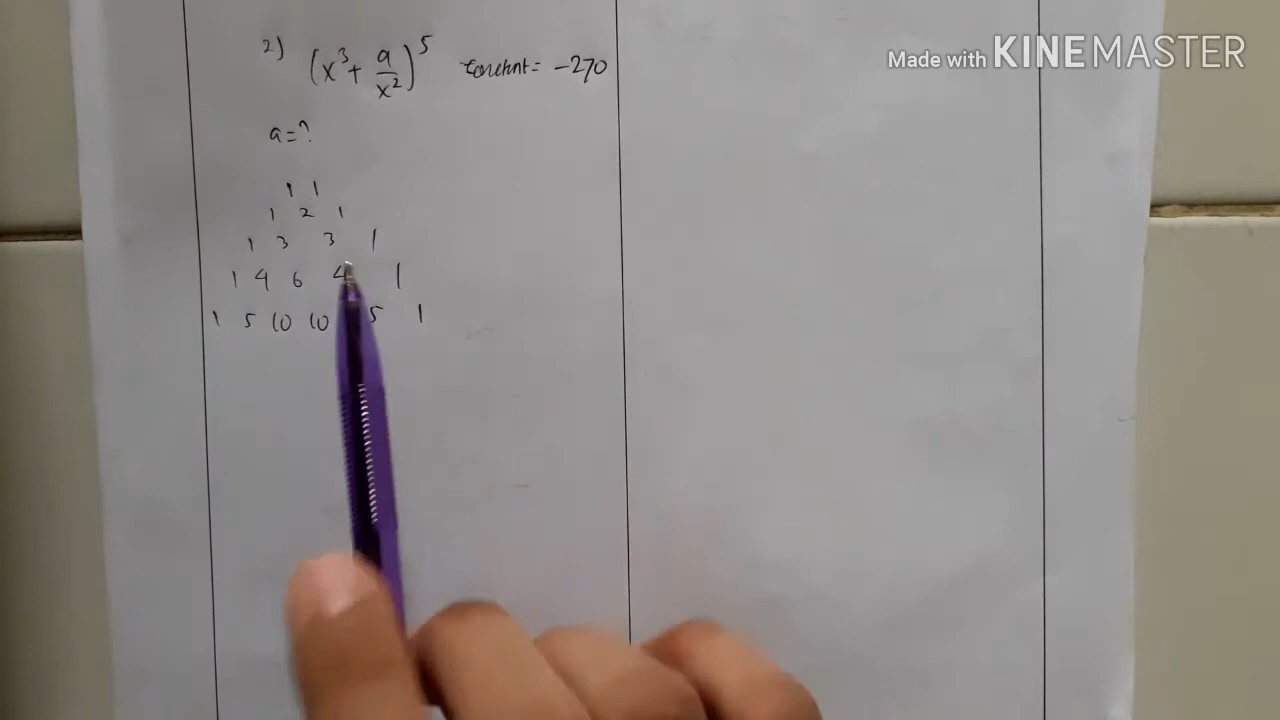 2) (x³ + a/x²)⁵ constnt = -270
Made with KINEMASTER
a = ?
1 1
1 2 1
1 3 3 1
1 4 6 4 1
1 5 10 10 5 1